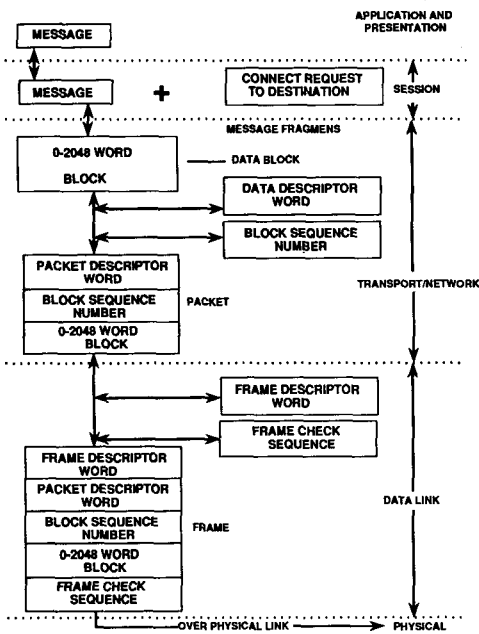 APPLICATION AND
PRESENTATION
MESSAGE
MESSAGE
+
CONNECT REQUEST
TO DESTINATION
SESSION
MESSAGE FRAGMENS
0-2048 WORD
BLOCK
DATA BLOCK
DATA DESCRIPTOR
WORD
BLOCK SEQUENCE
NUMBER
PACKET DESCRIPTOR
WORD
BLOCK SEQUENCE
NUMBER
0-2048 WORD
BLOCK
PACKET
TRANSPORT/NETWORK
FRAME DESCRIPTOR
WORD
FRAME CHECK
SEQUENCE
FRAME DESCRIPTOR
WORD
PACKET DESCRIPTOR
WORD
BLOCK SEQUENCE
NUMBER
0-2048 WORD
BLOCK
FRAME CHECK
SEQUENCE
FRAME
DATA LINK
OVER PHYSICAL LINK
PHYSICAL